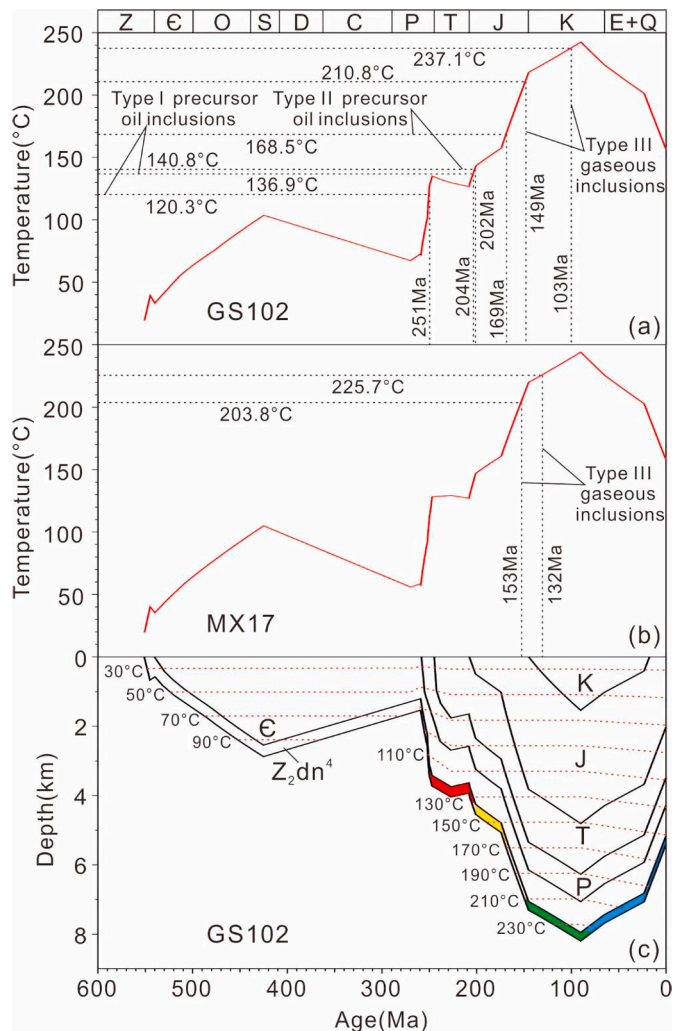 Z Є O S D C P T J K E+Q
250
200
150
100
50
0
Temperature(°C)
237.1°C
210.8°C
Type I precursor
oil inclusions
Type II precursor
oil inclusions
168.5°C
140.8°C
136.9°C
120.3°C
Type III
gaseous
inclusions
251Ma
204Ma
202Ma
169Ma
149Ma
103Ma
GS102
(a)
250
200
150
100
50
Temperature(°C)
225.7°C
203.8°C
Type III
gaseous
inclusions
153Ma
132Ma
MX17
(b)
0
2
4
6
8
Depth(km)
30°C
50°C
70°C
90°C
110°C
130°C
150°C
170°C
190°C
210°C
230°C
Є
Z₂dn⁴
K
J
T
P
GS102
(c)
600 500 400 300 200 100 0
Age(Ma)